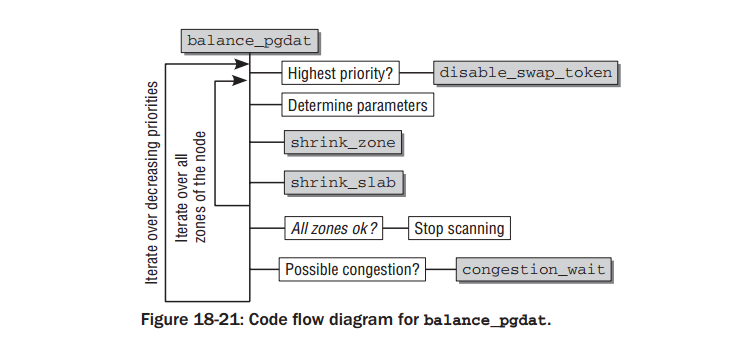 balance_pgdat
Highest priority?
disable_swap_token
Determine parameters
shrink_zone
shrink_slab
All zones ok?
Stop scanning
Possible congestion?
congestion_wait
Iterate over decreasing priorities
Iterate over all
zones of the node
Figure 18-21: Code flow diagram for balance_pgdat.